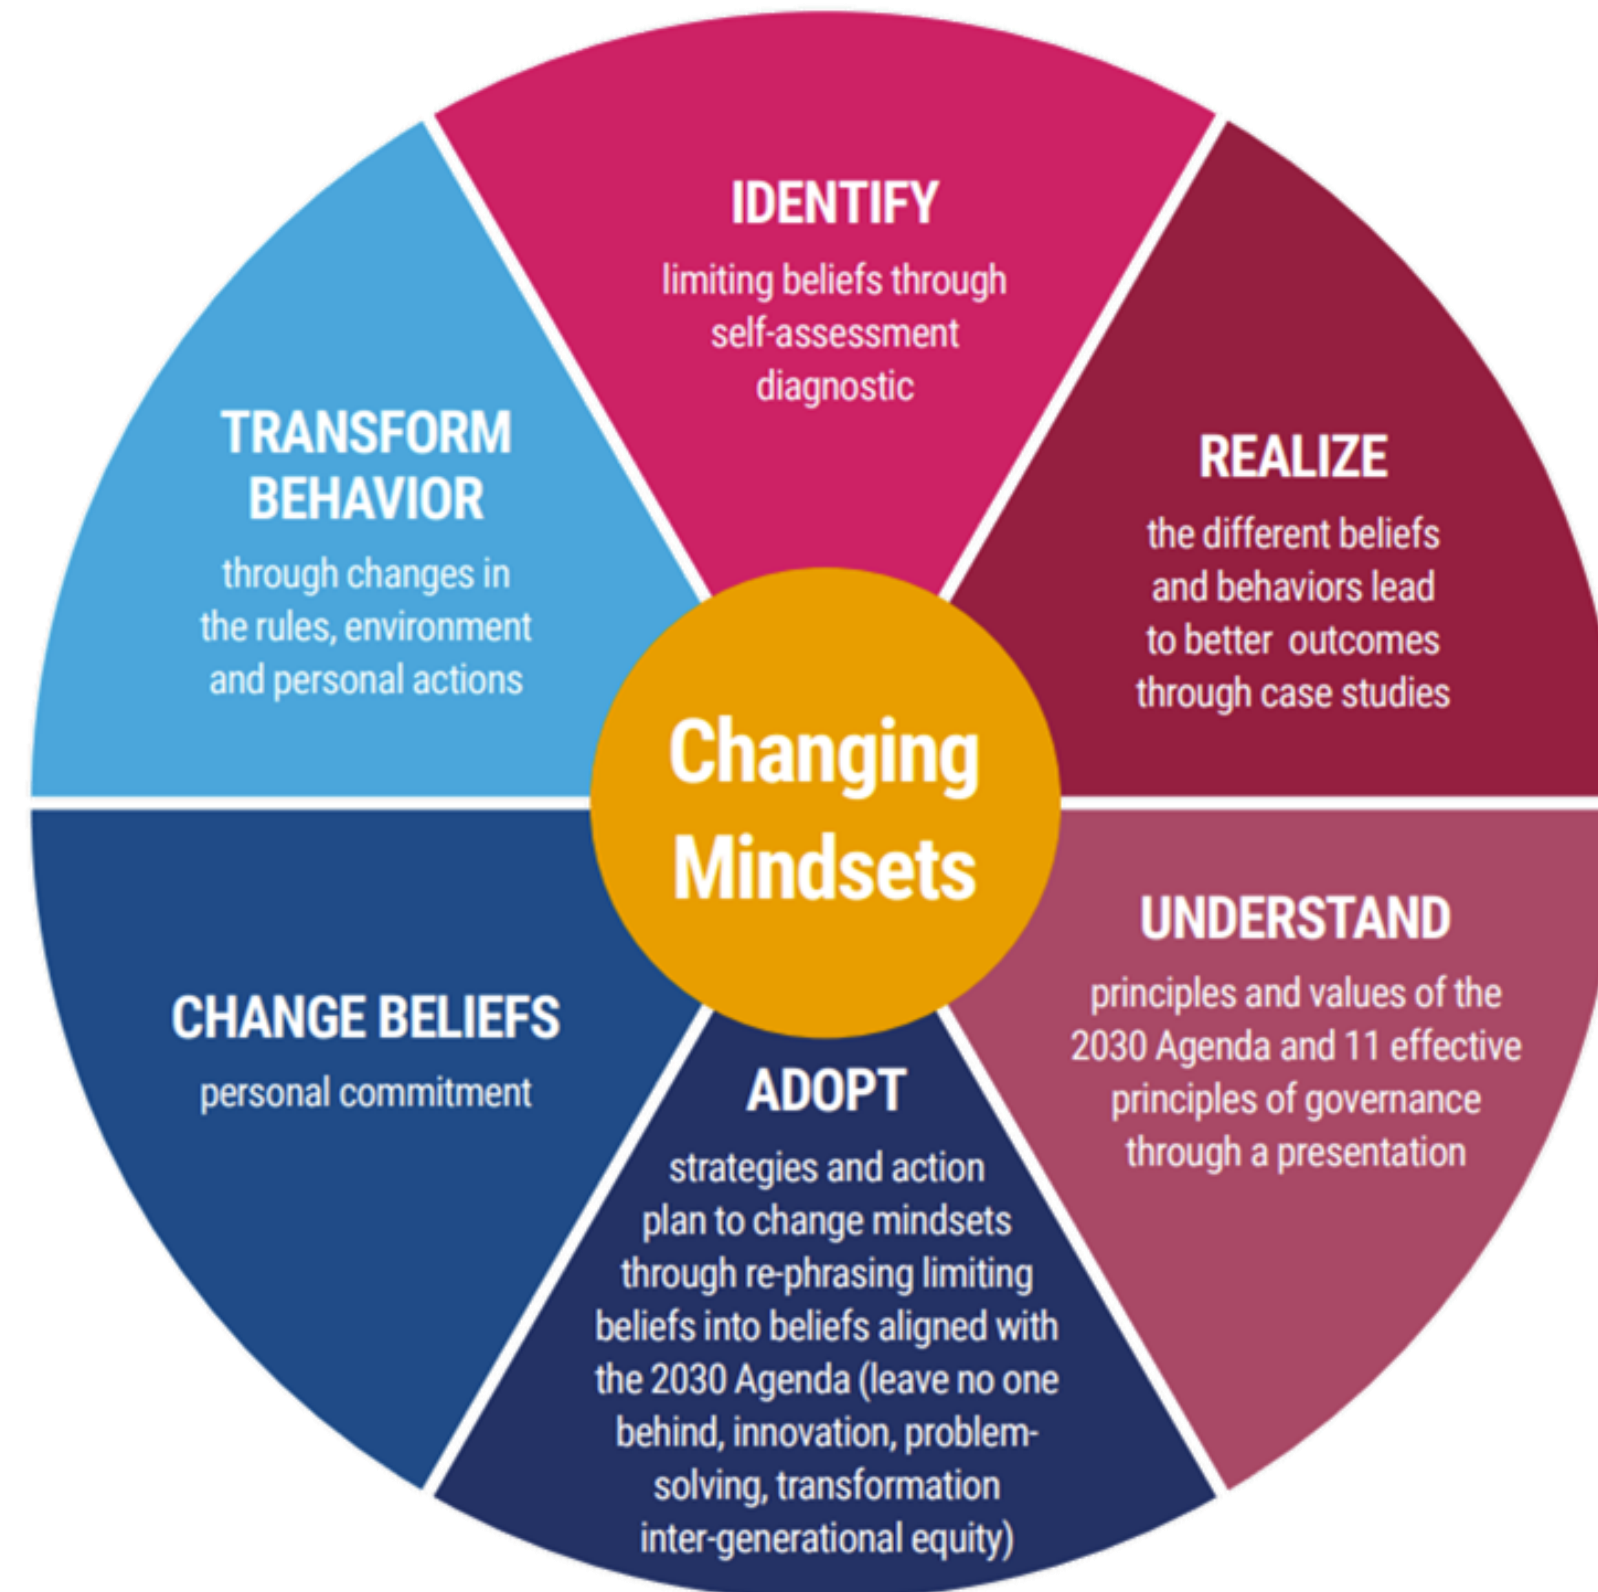 IDENTIFY
limiting beliefs through
self-assessment
diagnostic
REALIZE
the different beliefs
and behaviors lead
to better outcomes
through case studies
UNDERSTAND
principles and values of the
2030 Agenda and 11 effective
principles of governance
through a presentation
ADOPT
strategies and action
plan to change mindsets
through re-phrasing limiting
beliefs into beliefs aligned with
the 2030 Agenda (leave no one
behind, innovation, problem-
solving, transformation
inter-generational equity)
CHANGE BELIEFS
personal commitment
TRANSFORM
BEHAVIOR
through changes in
the rules, environment
and personal actions
Changing
Mindsets